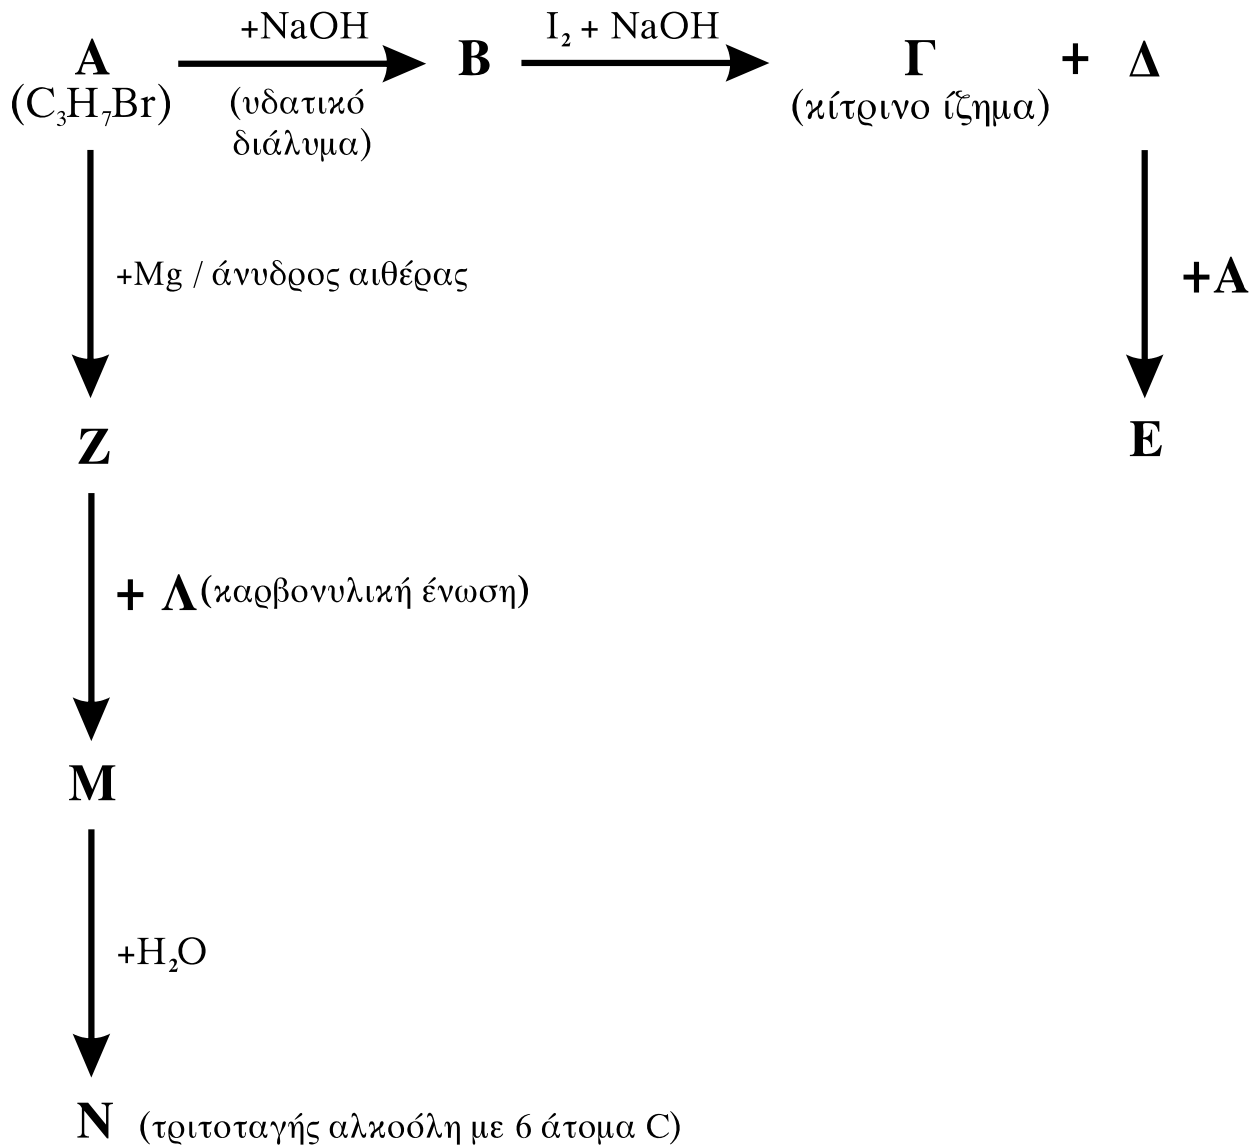 +NaOH I₂ + NaOH
A B Γ + Δ
(C₃H₇Br) (υδατικό (κίτρινο ίζημα)
διάλυμα)
+Mg / άνυδρος αιθέρας +A
Z E
+ Λ (καρβονυλική ένωση)
M
+H₂O
N (τριτοταγής αλκοόλη με 6 άτομα C)